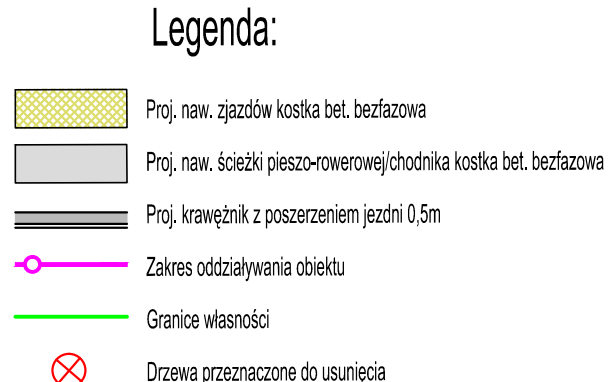 Legenda:
Proj. naw. zjazdów kostka bet. bezfazowa
Proj. naw. ścieżki pieszo-rowerowej/chodnika kostka bet. bezfazowa
Proj. krawężnik z poszerzeniem jezdni 0,5m
Zakres oddziaływania obiektu
Granice własności
Drzewa przeznaczone do usunięcia